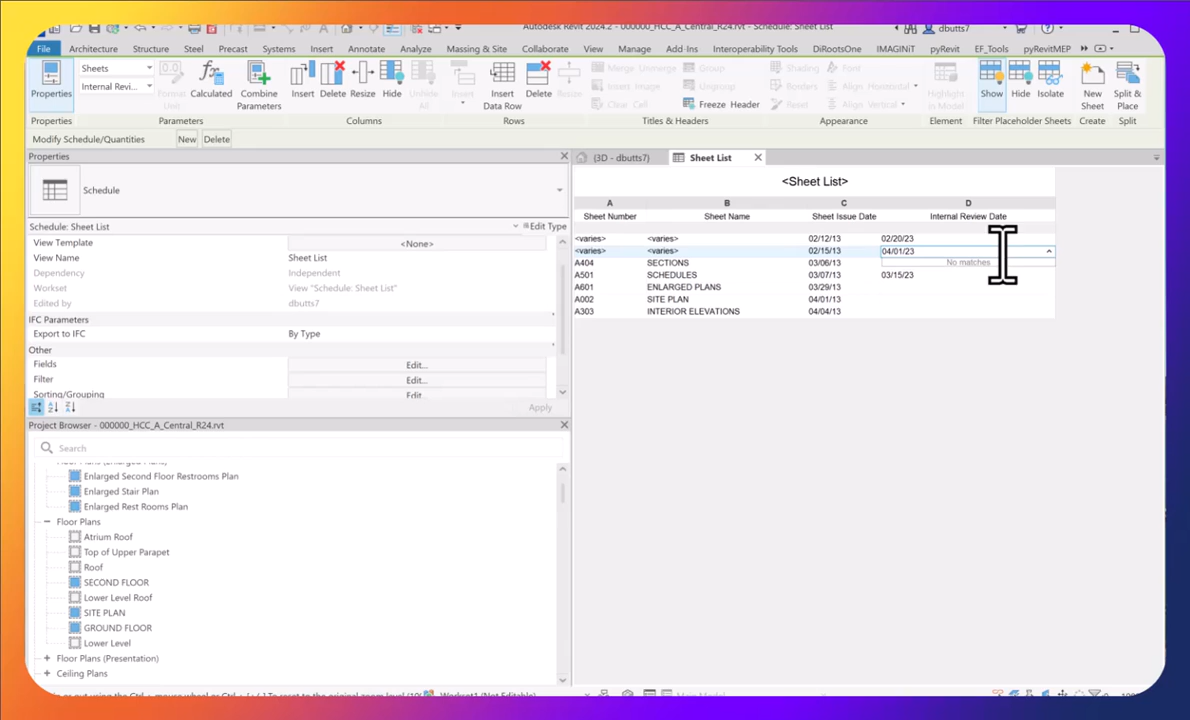 Autodesk Revit 2024.2 - 000000_HCC_A_Central_R24.rvt - Schedule: Sheet List
dbutts7
File Architecture Structure Steel Precast Systems Insert Annotate Analyze Massing & Site Collaborate View Manage Add-Ins Interoperability Tools DiRootsOne IMAGINiT pyRevit EF_Tools pyRevitMEP
Sheets
Internal Revi...
Properties
Format Unit
Calculated
Combine Parameters
Insert
Delete
Resize
Hide
Unhide All
Insert
Insert Data Row
Delete
Resize
Merge Unmerge
Insert Image
Clear Cell
Group
Ungroup
Freeze Header
Shading
Borders
Reset
Font
Align Horizontal
Align Vertical
Highlight in Model
Show
Hide
Isolate
New Sheet
Split & Place
Properties Parameters Columns Rows Titles & Headers Appearance Element Filter Placeholder Sheets Create Split
Modify Schedule/Quantities New Delete
Properties
Schedule
Schedule: Sheet List Edit Type
View Template <None>
View Name Sheet List
Dependency Independent
Workset View "Schedule: Sheet List"
Edited by dbutts7
IFC Parameters
Export to IFC By Type
Other
Fields Edit...
Filter Edit...
Sorting/Grouping Edit...
Apply
Project Browser - 000000_HCC_A_Central_R24.rvt
Search
Floor Plans (Enlarged Plans)
Enlarged Second Floor Restrooms Plan
Enlarged Stair Plan
Enlarged Rest Rooms Plan
Floor Plans
Atrium Roof
Top of Upper Parapet
Roof
SECOND FLOOR
Lower Level Roof
SITE PLAN
GROUND FLOOR
Lower Level
Floor Plans (Presentation)
Ceiling Plans
(3D - dbutts7) Sheet List
<Sheet List>
A B C D
Sheet Number Sheet Name Sheet Issue Date Internal Review Date
<varies> <varies> 02/12/13 02/20/23
<varies> <varies> 02/15/13 04/01/23
A404 SECTIONS 03/06/13 No matches
A501 SCHEDULES 03/07/13 03/15/23
A601 ENLARGED PLANS 03/29/13
A002 SITE PLAN 04/01/13
A303 INTERIOR ELEVATIONS 04/04/13
Workset1 (Not Editable)
Main Model